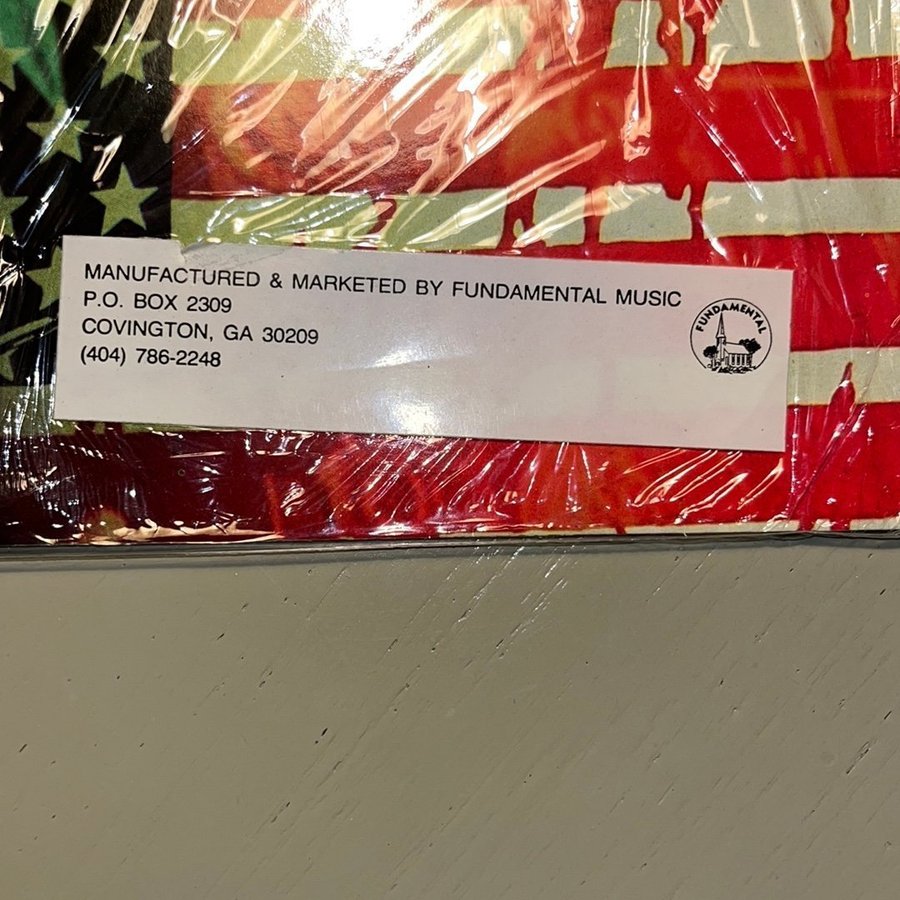 MANUFACTURED & MARKETED BY FUNDAMENTAL MUSIC
P.O. BOX 2309
COVINGTON, GA 30209
(404) 786-2248
FUNDAMENTAL